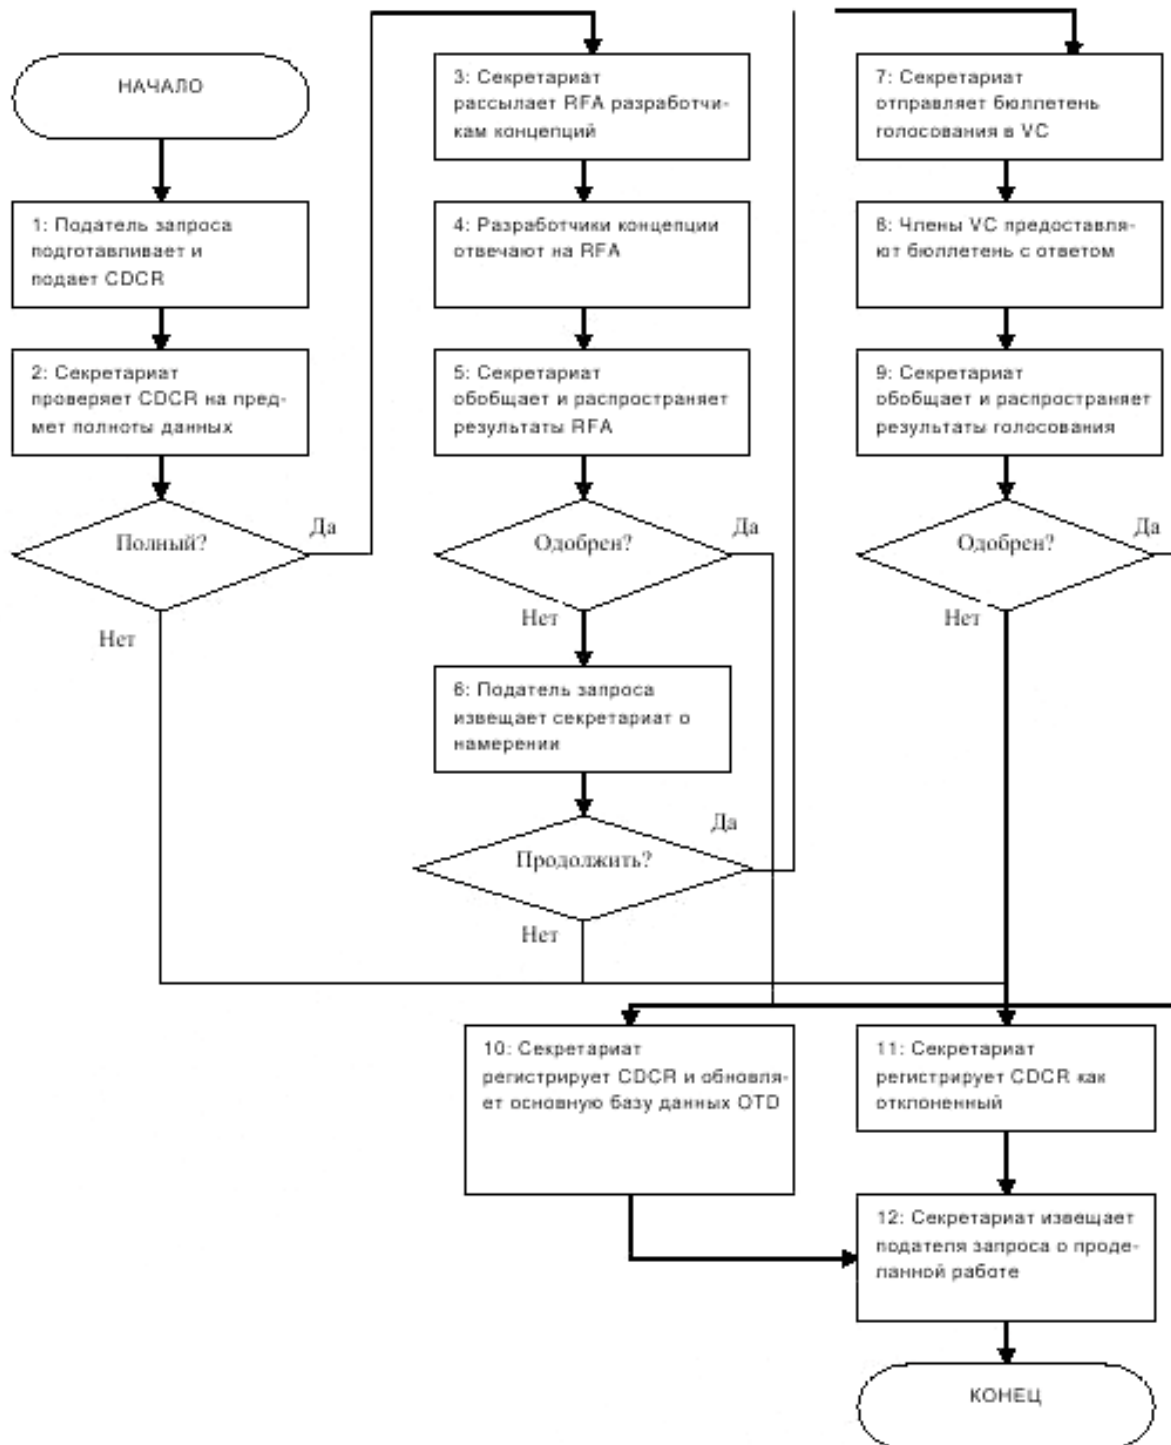 НАЧАЛО
1: Податель запроса
подготавливает и
подает CDCR
2: Секретариат
проверяет CDCR на пред-
мет полноты данных
Полный?
Да
Нет
3: Секретариат
рассылает RFA разработчи-
кам концепций
4: Разработчики концепции
отвечают на RFA
5: Секретариат
обобщает и распространяет
результаты RFA
Одобрен?
Да
Нет
6: Податель запроса
извещает секретариат о
намерении
Продолжить?
Да
Нет
7: Секретариат
отправляет бюллетень
голосования в VC
8: Члены VC предоставля-
ют бюллетень с ответом
9: Секретариат
обобщает и распространяет
результаты голосования
Одобрен?
Да
Нет
10: Секретариат
регистрирует CDCR и обновля-
ет основную базу данных OTD
11: Секретариат
регистрирует CDCR как
отклоненный
12: Секретариат извещает
подателя запроса о проде-
ланной работе
КОНЕЦ